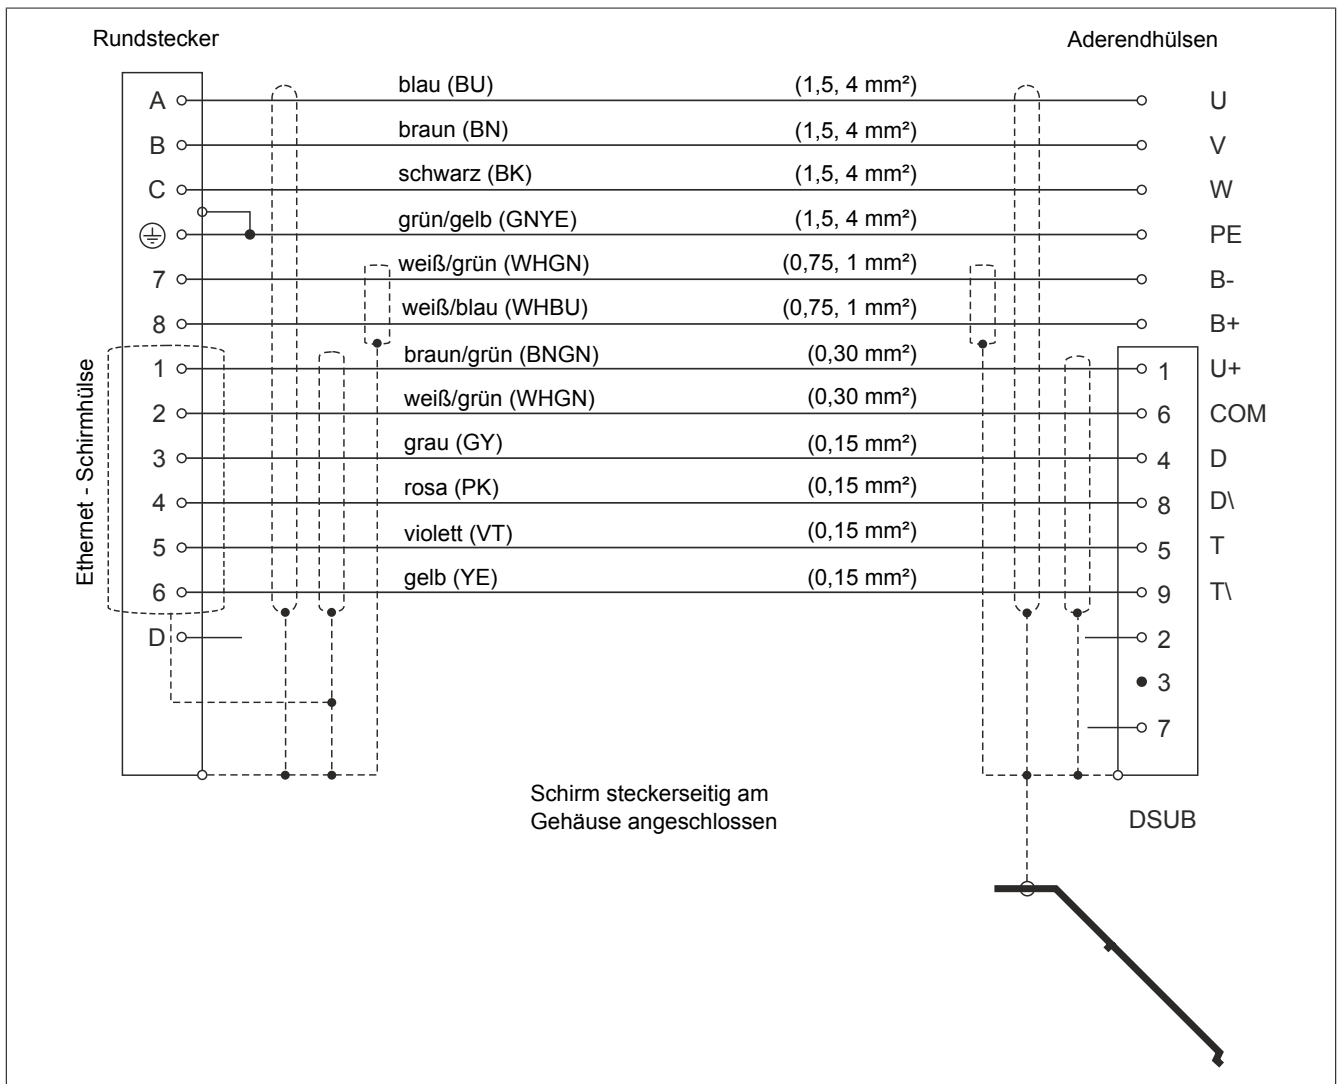 Rundstecker Aderendhülsen
A blau (BU) (1,5, 4 mm²) U
B braun (BN) (1,5, 4 mm²) V
C schwarz (BK) (1,5, 4 mm²) W
grün/gelb (GNYE) (1,5, 4 mm²) PE
7 weiß/grün (WHGN) (0,75, 1 mm²) B-
8 weiß/blau (WHBU) (0,75, 1 mm²) B+
Ethernet - Schirmhülse
1 braun/grün (BNGN) (0,30 mm²) 1 U+
2 weiß/grün (WHGN) (0,30 mm²) 6 COM
3 grau (GY) (0,15 mm²) 4 D
4 rosa (PK) (0,15 mm²) 8 D\
5 violett (VT) (0,15 mm²) 5 T
6 gelb (YE) (0,15 mm²) 9 T\
D 2
3
7
Schirm steckerseitig am
Gehäuse angeschlossen
DSUB